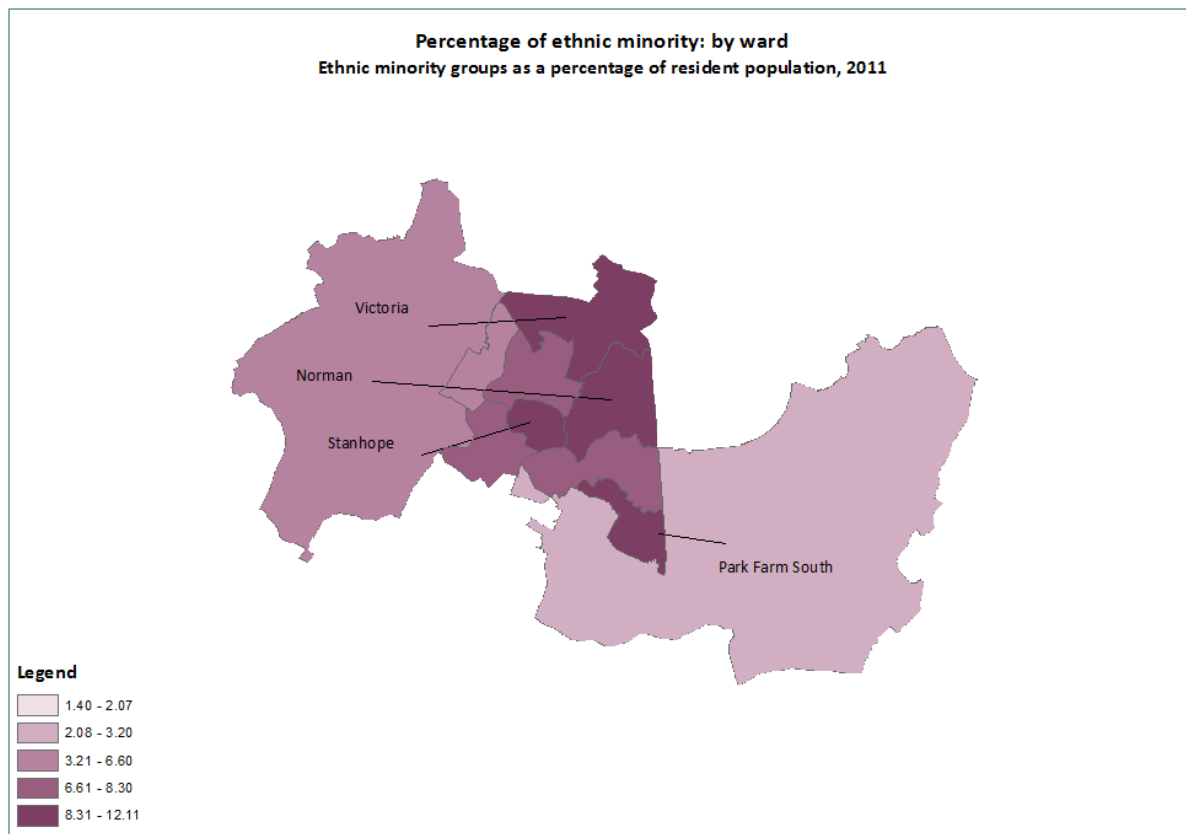 Percentage of ethnic minority: by ward
Ethnic minority groups as a percentage of resident population, 2011
Victoria
Norman
Stanhope
Park Farm South
Legend
1.40 - 2.07
2.08 - 3.20
3.21 - 6.60
6.61 - 8.30
8.31 - 12.11